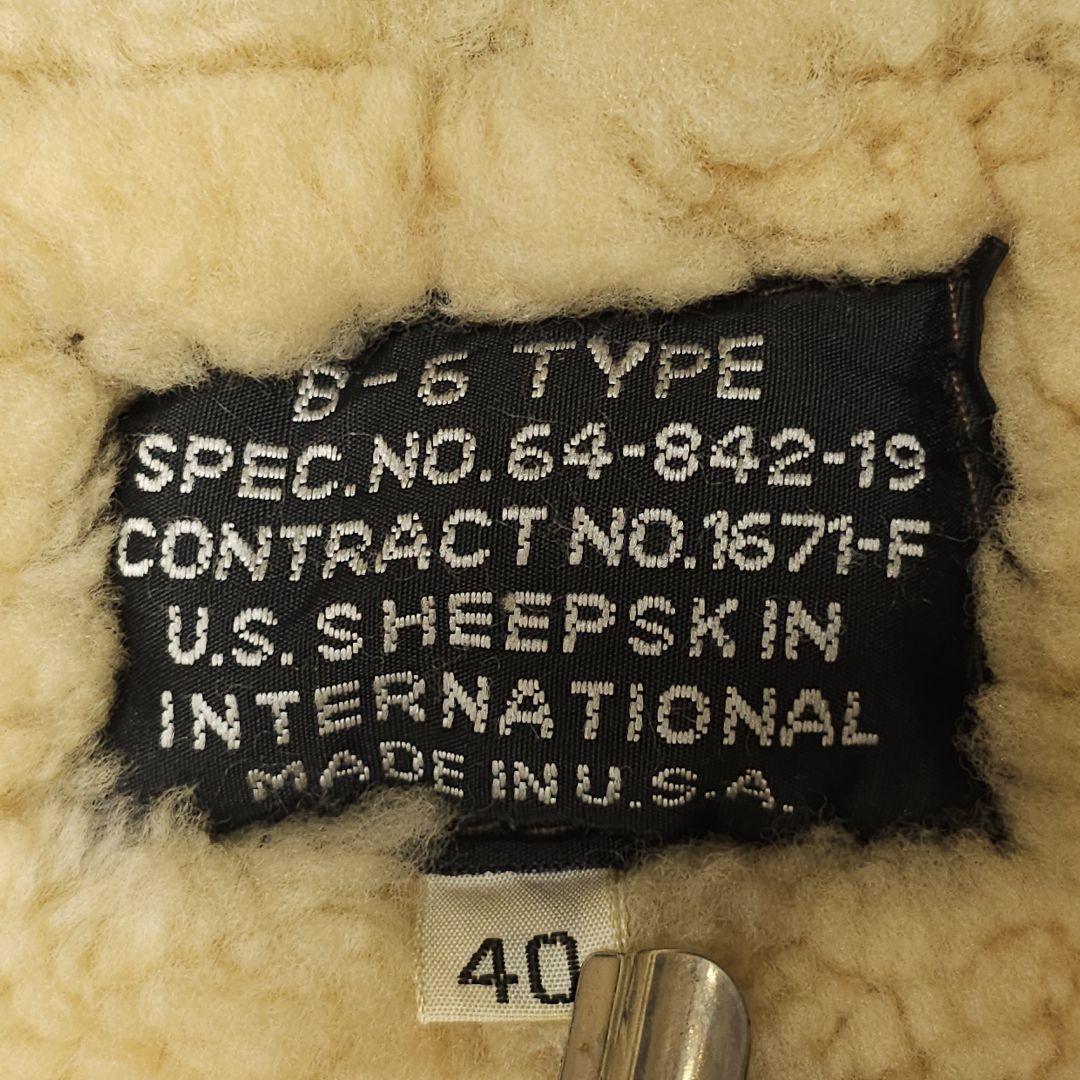 B-6 TYPE
SPEC.NO.64-842-19
CONTRACT NO.1671-F
U.S. SHEEPSKIN
INTERNATIONAL
MADE IN U.S.A.
40